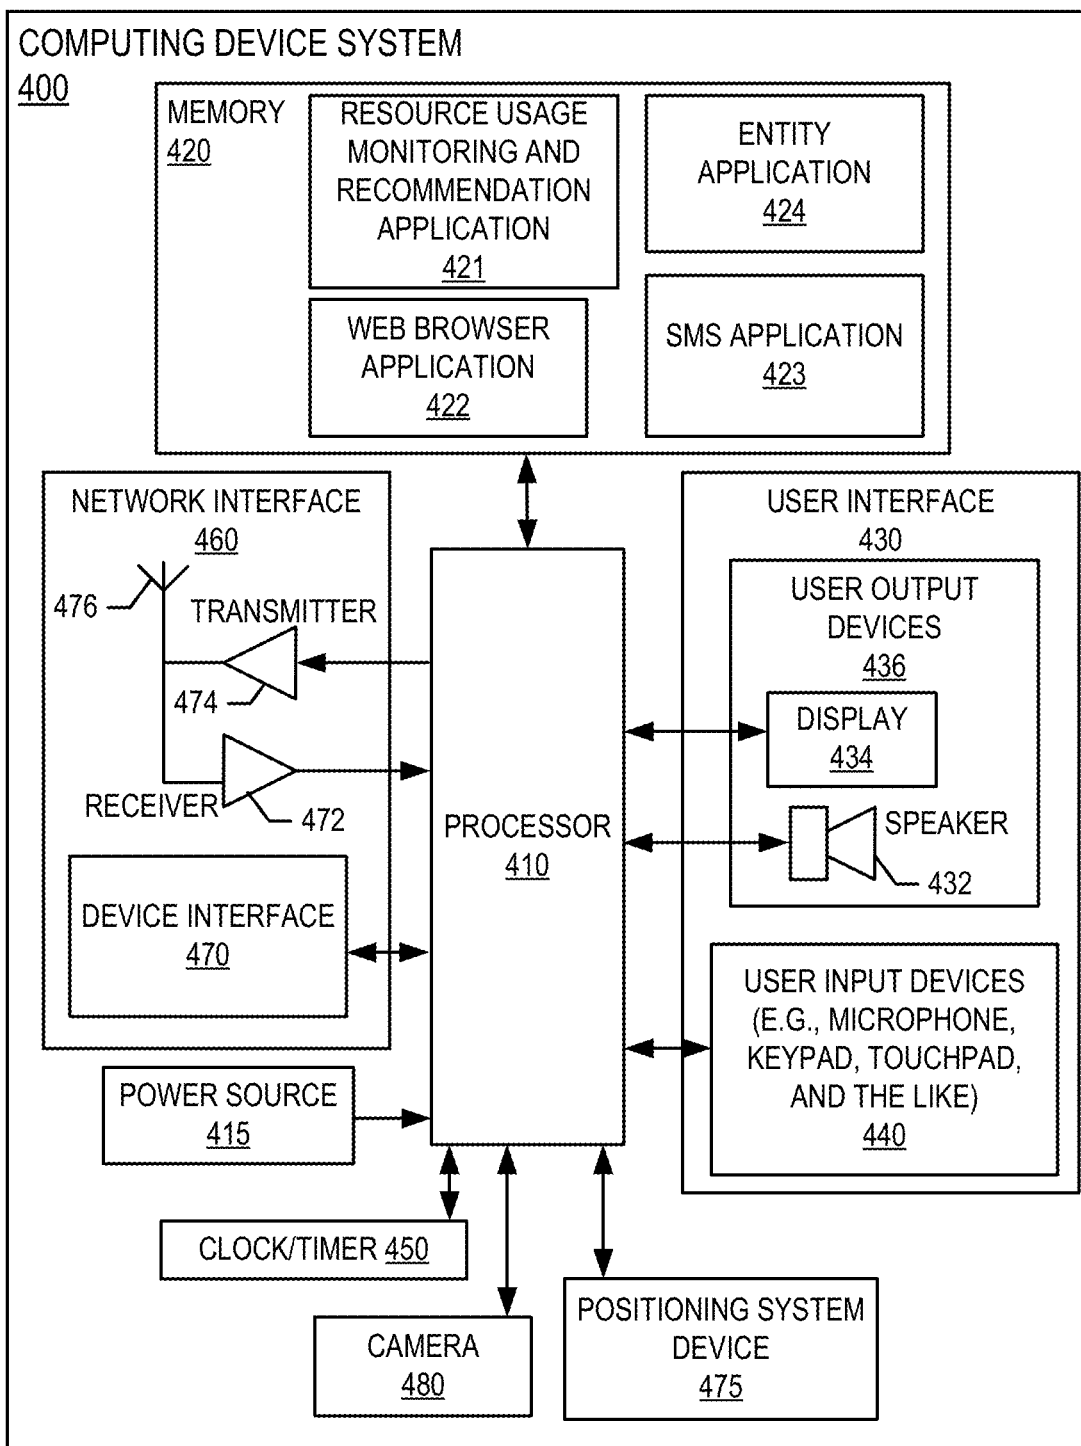 COMPUTING DEVICE SYSTEM
400
MEMORY
420
RESOURCE USAGE
MONITORING AND
RECOMMENDATION
APPLICATION
421
ENTITY
APPLICATION
424
WEB BROWSER
APPLICATION
422
SMS APPLICATION
423
NETWORK INTERFACE
460
476
TRANSMITTER
474
RECEIVER
472
DEVICE INTERFACE
470
PROCESSOR
410
USER INTERFACE
430
USER OUTPUT
DEVICES
436
DISPLAY
434
SPEAKER
432
USER INPUT DEVICES
(E.G., MICROPHONE,
KEYPAD, TOUCHPAD,
AND THE LIKE)
440
POWER SOURCE
415
CLOCK/TIMER 450
CAMERA
480
POSITIONING SYSTEM
DEVICE
475